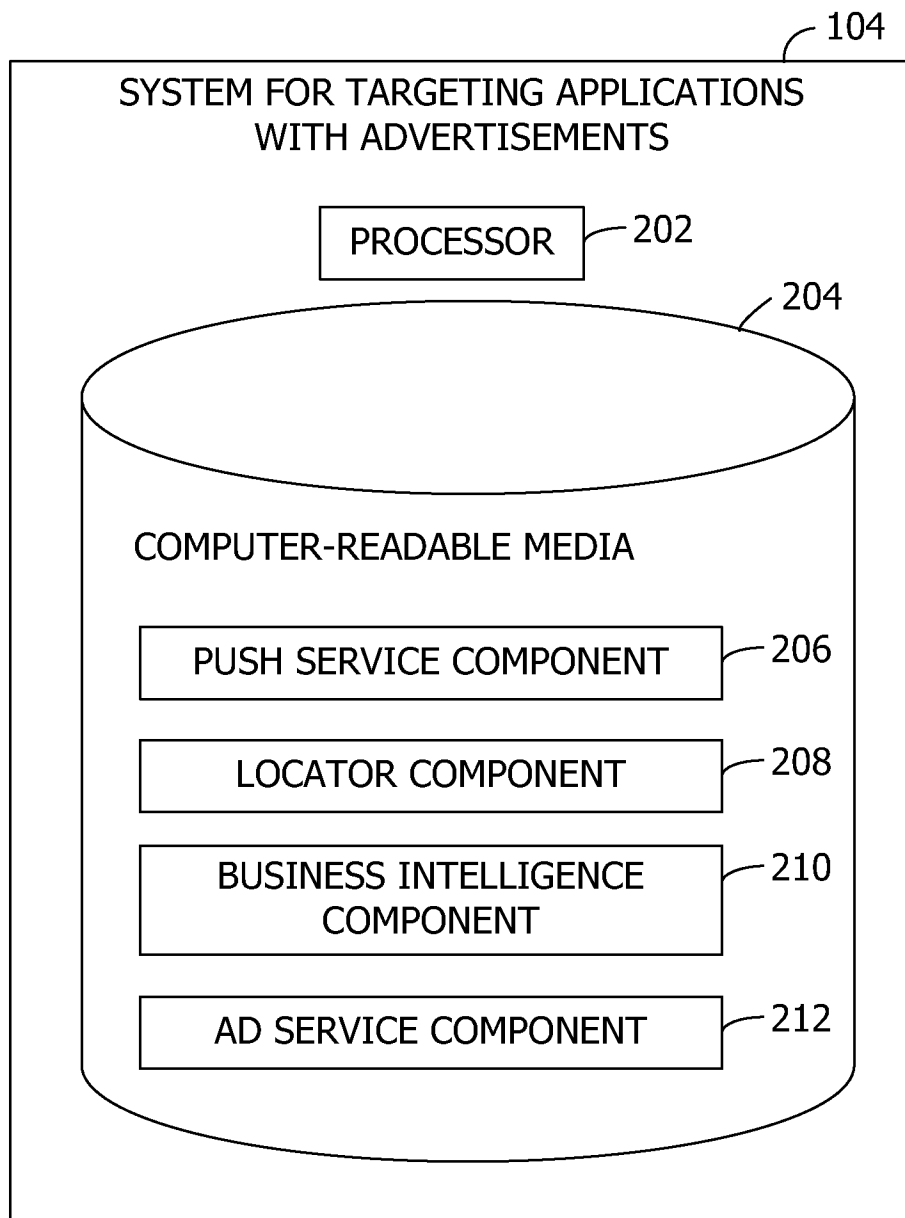 104
SYSTEM FOR TARGETING APPLICATIONS
WITH ADVERTISEMENTS
PROCESSOR
202
204
COMPUTER-READABLE MEDIA
PUSH SERVICE COMPONENT
206
LOCATOR COMPONENT
208
BUSINESS INTELLIGENCE
COMPONENT
210
AD SERVICE COMPONENT
212